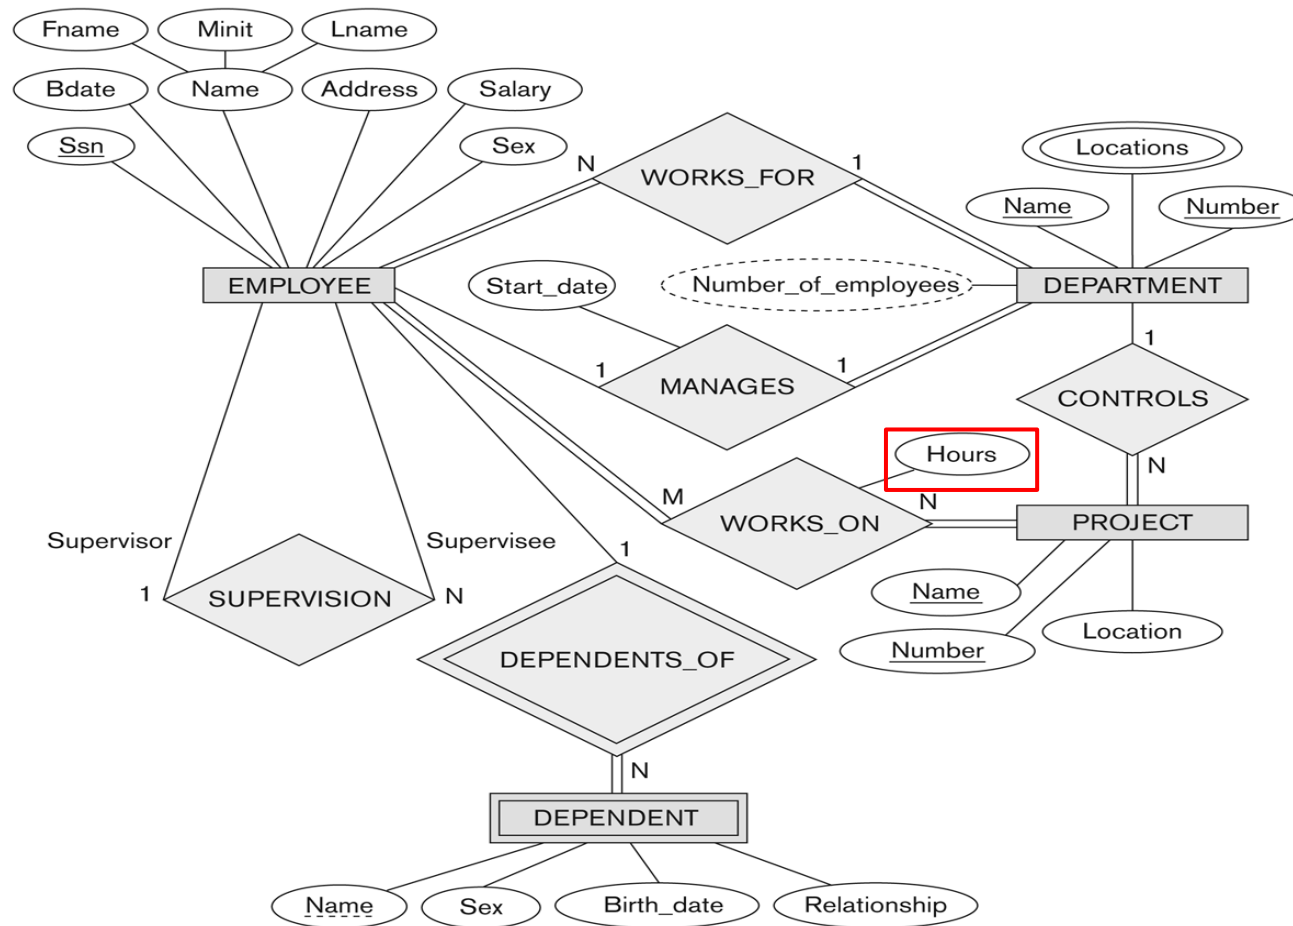 Fname Minit Lname
Bdate Name Address Salary
Ssn Sex
N WORKS_FOR 1
Locations
Name Number
EMPLOYEE Start_date Number_of_employees DEPARTMENT
1 MANAGES 1
1
CONTROLS
N
Hours
M WORKS_ON N
PROJECT
Name
Number Location
Supervisor Supervisee
1 SUPERVISION N
1
DEPENDENTS_OF
N
DEPENDENT
Name Sex Birth_date Relationship